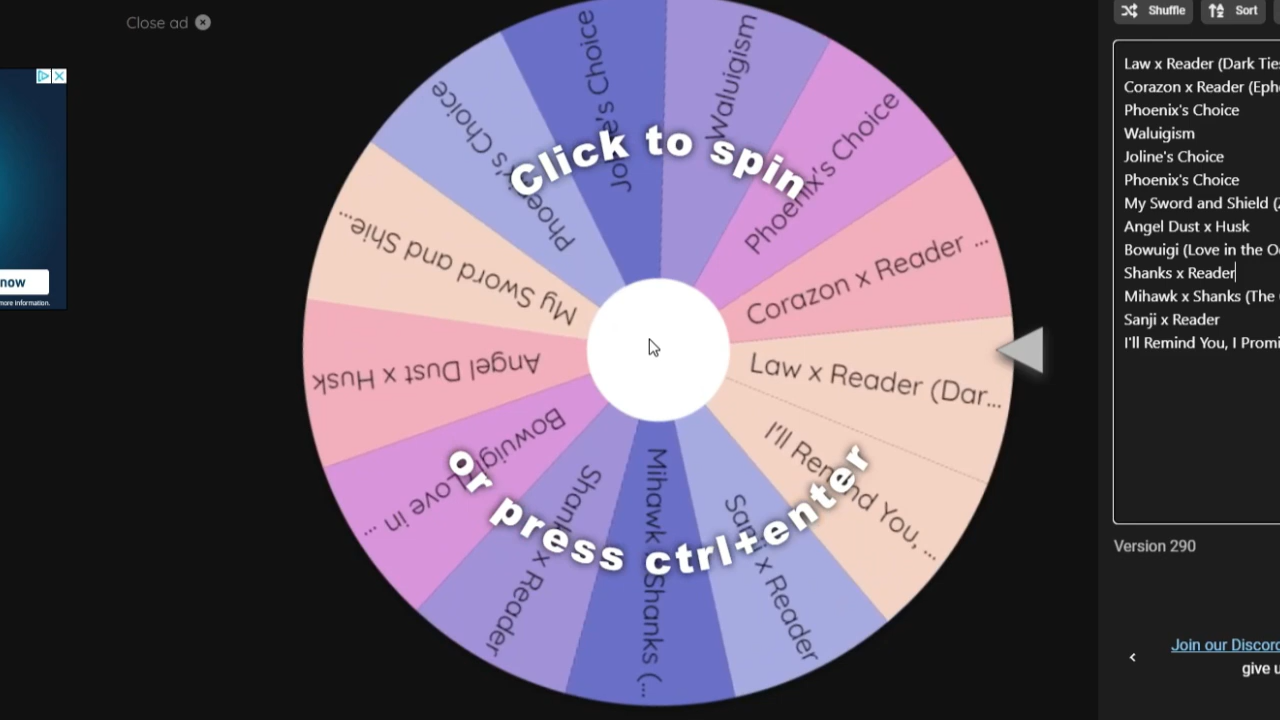 Close ad
now
more information.
Click to spin
or press ctrl+enter
Joline's Choice
Waluigism
Phoenix's Choice
Corazon x Reader ...
Law x Reader (Dar...
I'll Remind You, ...
Sanji x Reader
Mihawk x Shanks (...
Shanks x Reader
Bowuigi (Love in ...
Angel Dust x Husk
My Sword and Shie...
Phoenix's Choice
Shuffle
Sort
Law x Reader (Dark Ties
Corazon x Reader (Eph
Phoenix's Choice
Waluigism
Joline's Choice
Phoenix's Choice
My Sword and Shield (
Angel Dust x Husk
Bowuigi (Love in the O
Shanks x Reader
Mihawk x Shanks (The
Sanji x Reader
I'll Remind You, I Promi
Version 290
Join our Discord
give u